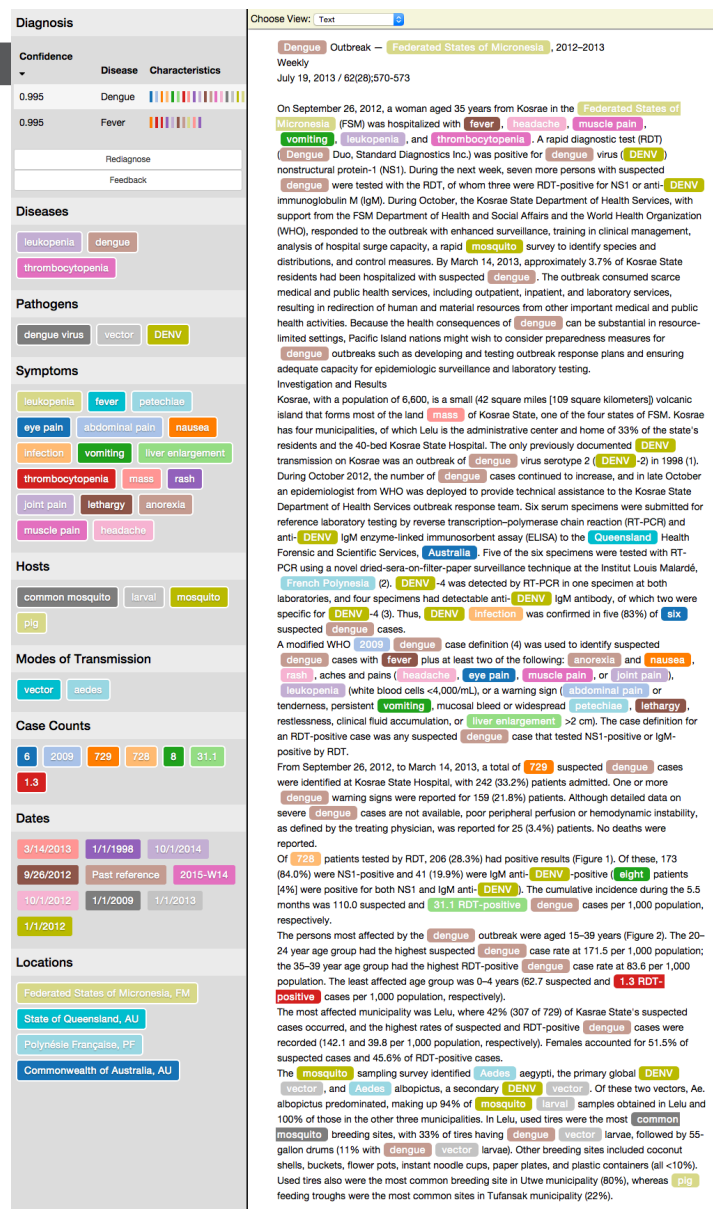 Diagnosis
Confidence
Disease Characteristics
0.995 Dengue
0.995 Fever
Rediagnose
Feedback
Diseases
leukopenia dengue
thrombocytopenia
Pathogens
dengue virus vector DENV
Symptoms
leukopenia fever petechiae
eye pain abdominal pain nausea
infection vomiting liver enlargement
thrombocytopenia mass rash
joint pain lethargy anorexia
muscle pain headache
Hosts
common mosquito larval mosquito
pig
Modes of Transmission
vector aedes
Case Counts
6 2009 729 728 8 31.1
1.3
Dates
3/14/2013 1/1/1998 10/1/2014
9/26/2012 Past reference 2015-W14
10/1/2012 1/1/2009 1/1/2013
1/1/2012
Locations
Federated States of Micronesia, FM
State of Queensland, AU
Polynésie Française, PF
Commonwealth of Australia, AU
Choose View: Text
Dengue Outbreak — Federated States of Micronesia , 2012–2013
Weekly
July 19, 2013 / 62(28);570-573
On September 26, 2012, a woman aged 35 years from Kosrae in the Federated States of
Micronesia (FSM) was hospitalized with fever , headache , muscle pain ,
vomiting , leukopenia , and thrombocytopenia . A rapid diagnostic test (RDT)
( Dengue Duo, Standard Diagnostics Inc.) was positive for dengue virus ( DENV )
nonstructural protein-1 (NS1). During the next week, seven more persons with suspected
dengue were tested with the RDT, of whom three were RDT-positive for NS1 or anti- DENV
immunoglobulin M (IgM). During October, the Kosrae State Department of Health Services, with
support from the FSM Department of Health and Social Affairs and the World Health Organization
(WHO), responded to the outbreak with enhanced surveillance, training in clinical management,
analysis of hospital surge capacity, a rapid mosquito survey to identify species and
distributions, and control measures. By March 14, 2013, approximately 3.7% of Kosrae State
residents had been hospitalized with suspected dengue . The outbreak consumed scarce
medical and public health services, including outpatient, inpatient, and laboratory services,
resulting in redirection of human and material resources from other important medical and public
health activities. Because the health consequences of dengue can be substantial in resource-
limited settings, Pacific Island nations might wish to consider preparedness measures for
dengue outbreaks such as developing and testing outbreak response plans and ensuring
adequate capacity for epidemiologic surveillance and laboratory testing.
Investigation and Results
Kosrae, with a population of 6,600, is a small (42 square miles [109 square kilometers]) volcanic
island that forms most of the land mass of Kosrae State, one of the four states of FSM. Kosrae
has four municipalities, of which Lelu is the administrative center and home of 33% of the state's
residents and the 40-bed Kosrae State Hospital. The only previously documented DENV
transmission on Kosrae was an outbreak of dengue virus serotype 2 ( DENV -2) in 1998 (1).
During October 2012, the number of dengue cases continued to increase, and in late October
an epidemiologist from WHO was deployed to provide technical assistance to the Kosrae State
Department of Health Services outbreak response team. Six serum specimens were submitted for
reference laboratory testing by reverse transcription–polymerase chain reaction (RT-PCR) and
anti- DENV IgM enzyme-linked immunosorbent assay (ELISA) to the Queensland Health
Forensic and Scientific Services, Australia . Five of the six specimens were tested with RT-
PCR using a novel dried-sera-on-filter-paper surveillance technique at the Institut Louis Malardé,
French Polynesia (2). DENV -4 was detected by RT-PCR in one specimen at both
laboratories, and four specimens had detectable anti- DENV IgM antibody, of which two were
specific for DENV -4 (3). Thus, DENV infection was confirmed in five (83%) of six
suspected dengue cases.
A modified WHO 2009 dengue case definition (4) was used to identify suspected
dengue cases with fever plus at least two of the following: anorexia and nausea ,
rash , aches and pains ( headache , eye pain , muscle pain , or joint pain ),
leukopenia (white blood cells <4,000/mL), or a warning sign ( abdominal pain or
tenderness, persistent vomiting , mucosal bleed or widespread petechiae , lethargy ,
restlessness, clinical fluid accumulation, or liver enlargement >2 cm). The case definition for
an RDT-positive case was any suspected dengue case that tested NS1-positive or IgM-
positive by RDT.
From September 26, 2012, to March 14, 2013, a total of 729 suspected dengue cases
were identified at Kosrae State Hospital, with 242 (33.2%) patients admitted. One or more
dengue warning signs were reported for 159 (21.8%) patients. Although detailed data on
severe dengue cases are not available, poor peripheral perfusion or hemodynamic instability,
as defined by the treating physician, was reported for 25 (3.4%) patients. No deaths were
reported.
Of 728 patients tested by RDT, 206 (28.3%) had positive results (Figure 1). Of these, 173
(84.0%) were NS1-positive and 41 (19.9%) were IgM anti- DENV -positive ( eight patients
[4%] were positive for both NS1 and IgM anti- DENV ). The cumulative incidence during the 5.5
months was 110.0 suspected and 31.1 RDT-positive dengue cases per 1,000 population,
respectively.
The persons most affected by the dengue outbreak were aged 15–39 years (Figure 2). The 20–
24 year age group had the highest suspected dengue case rate at 171.5 per 1,000 population;
the 35–39 year age group had the highest RDT-positive dengue case rate at 83.6 per 1,000
population. The least affected age group was 0–4 years (62.7 suspected and 1.3 RDT-
positive cases per 1,000 population, respectively).
The most affected municipality was Lelu, where 42% (307 of 729) of Kasrae State's suspected
cases occurred, and the highest rates of suspected and RDT-positive dengue cases were
recorded (142.1 and 39.8 per 1,000 population, respectively). Females accounted for 51.5% of
suspected cases and 45.6% of RDT-positive cases.
The mosquito sampling survey identified Aedes aegypti, the primary global DENV
vector , and Aedes albopictus, a secondary DENV vector . Of these two vectors, Ae.
albopictus predominated, making up 94% of mosquito larval samples obtained in Lelu and
100% of those in the other three municipalities. In Lelu, used tires were the most common
mosquito breeding sites, with 33% of tires having dengue vector larvae, followed by 55-
gallon drums (11% with dengue vector larvae). Other breeding sites included coconut
shells, buckets, flower pots, instant noodle cups, paper plates, and plastic containers (all <10%).
Used tires also were the most common breeding site in Utwe municipality (80%), whereas pig
feeding troughs were the most common sites in Tufansak municipality (22%).